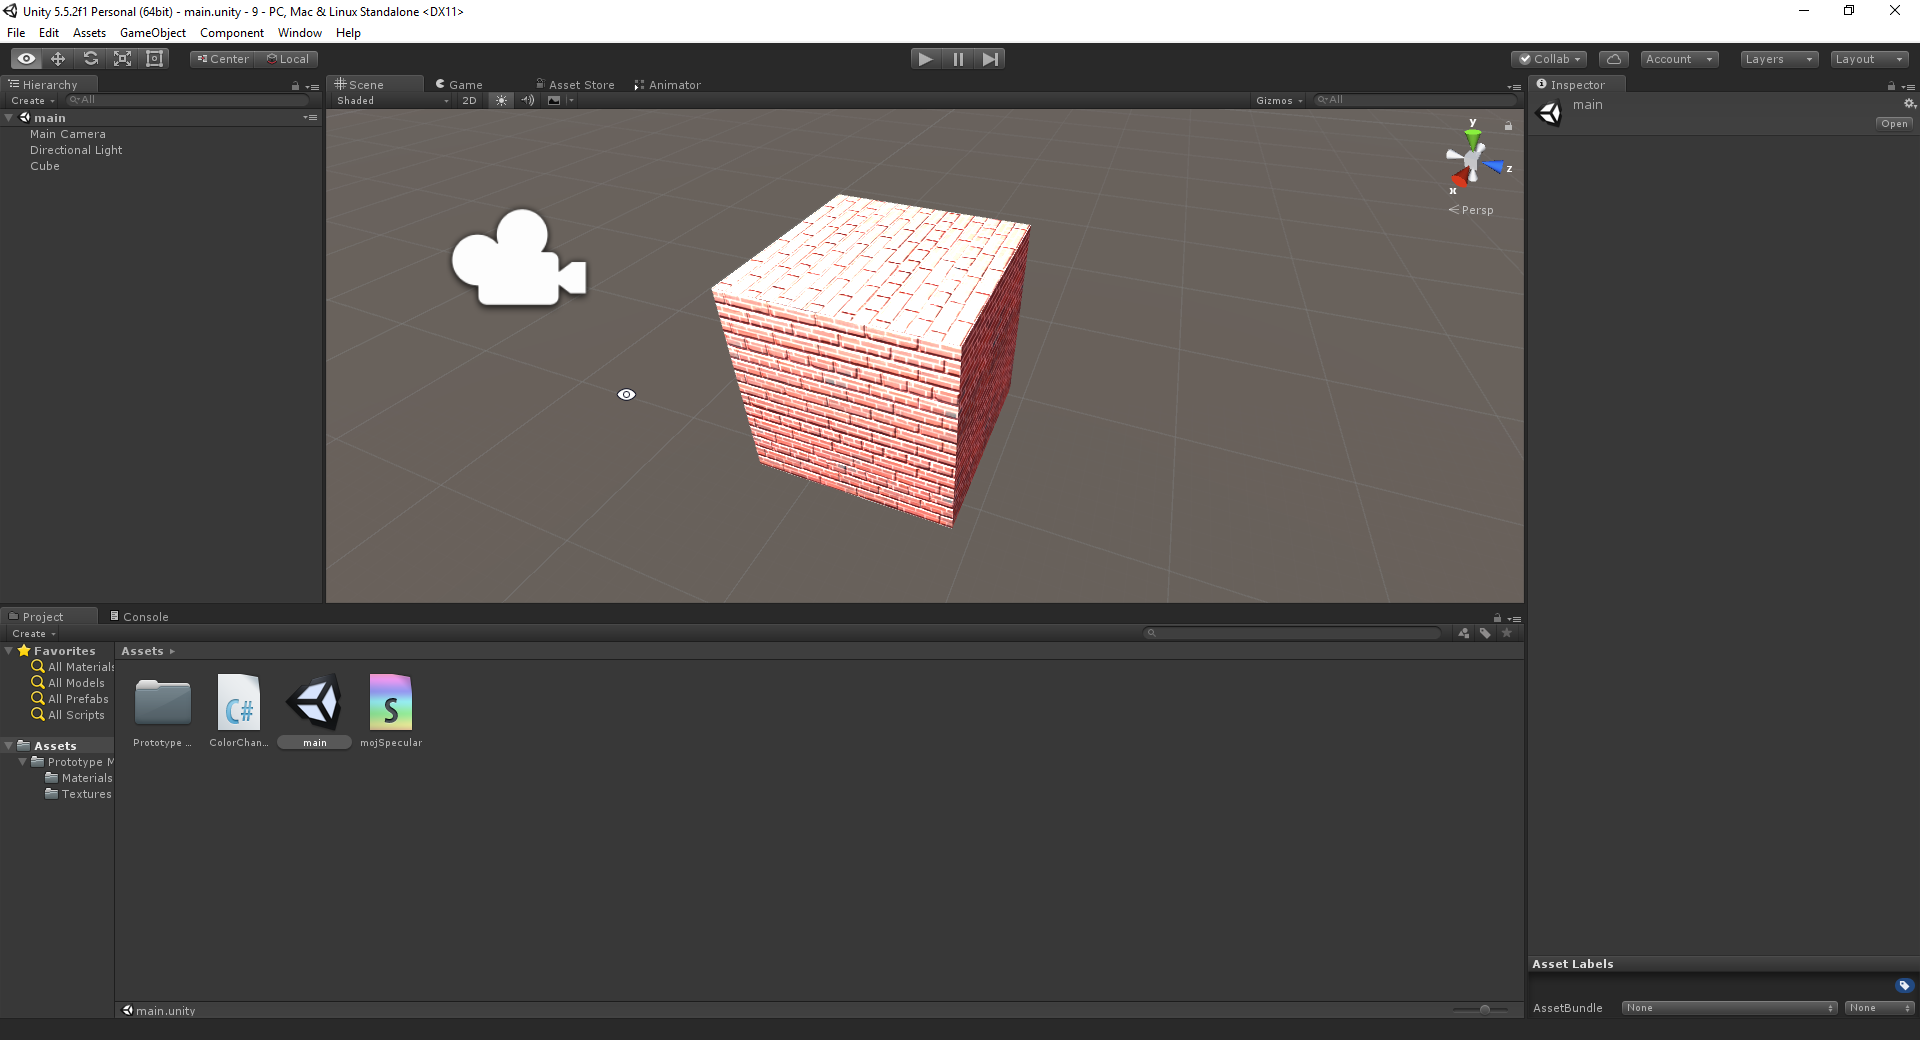 Unity 5.5.2f1 Personal (64bit) - main.unity - 9 - PC, Mac & Linux Standalone <DX11>
File Edit Assets GameObject Component Window Help
Center Local Collab Account Layers Layout
Hierarchy
Create All
main
Main Camera
Directional Light
Cube
Scene Game Asset Store Animator
Shaded 2D Gizmos All
y
z
x
Persp
Inspector
main
Open
Project Console
Create
Favorites
All Materials
All Models
All Prefabs
All Scripts
Assets
Prototype M
Materials
Textures
Assets
C# S
Prototype ... ColorChan... main mojSpecular
main.unity
Asset Labels
AssetBundle None None